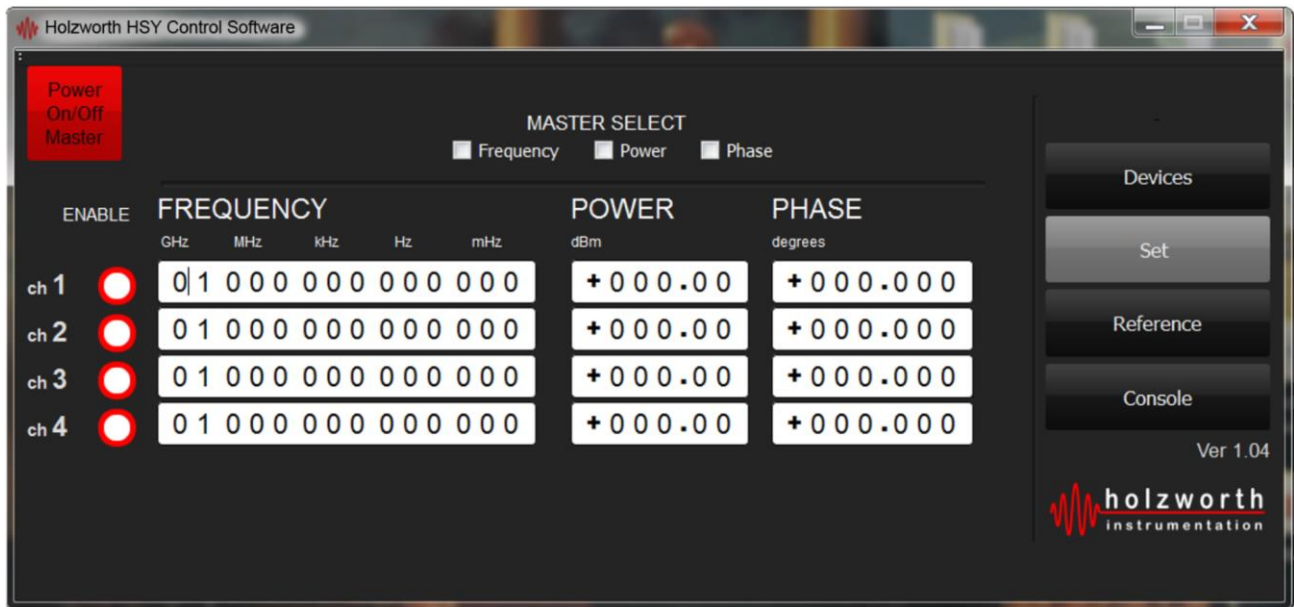 Holzworth HSY Control Software
Power
On/Off
Master
MASTER SELECT
Frequency Power Phase
ENABLE FREQUENCY POWER PHASE
GHz MHz kHz Hz mHz dBm degrees
ch 1 01 000 000 000 000 +000.00 +000.000
ch 2 01 000 000 000 000 +000.00 +000.000
ch 3 01 000 000 000 000 +000.00 +000.000
ch 4 01 000 000 000 000 +000.00 +000.000
Devices
Set
Reference
Console
Ver 1.04
holzworth
instrumentation